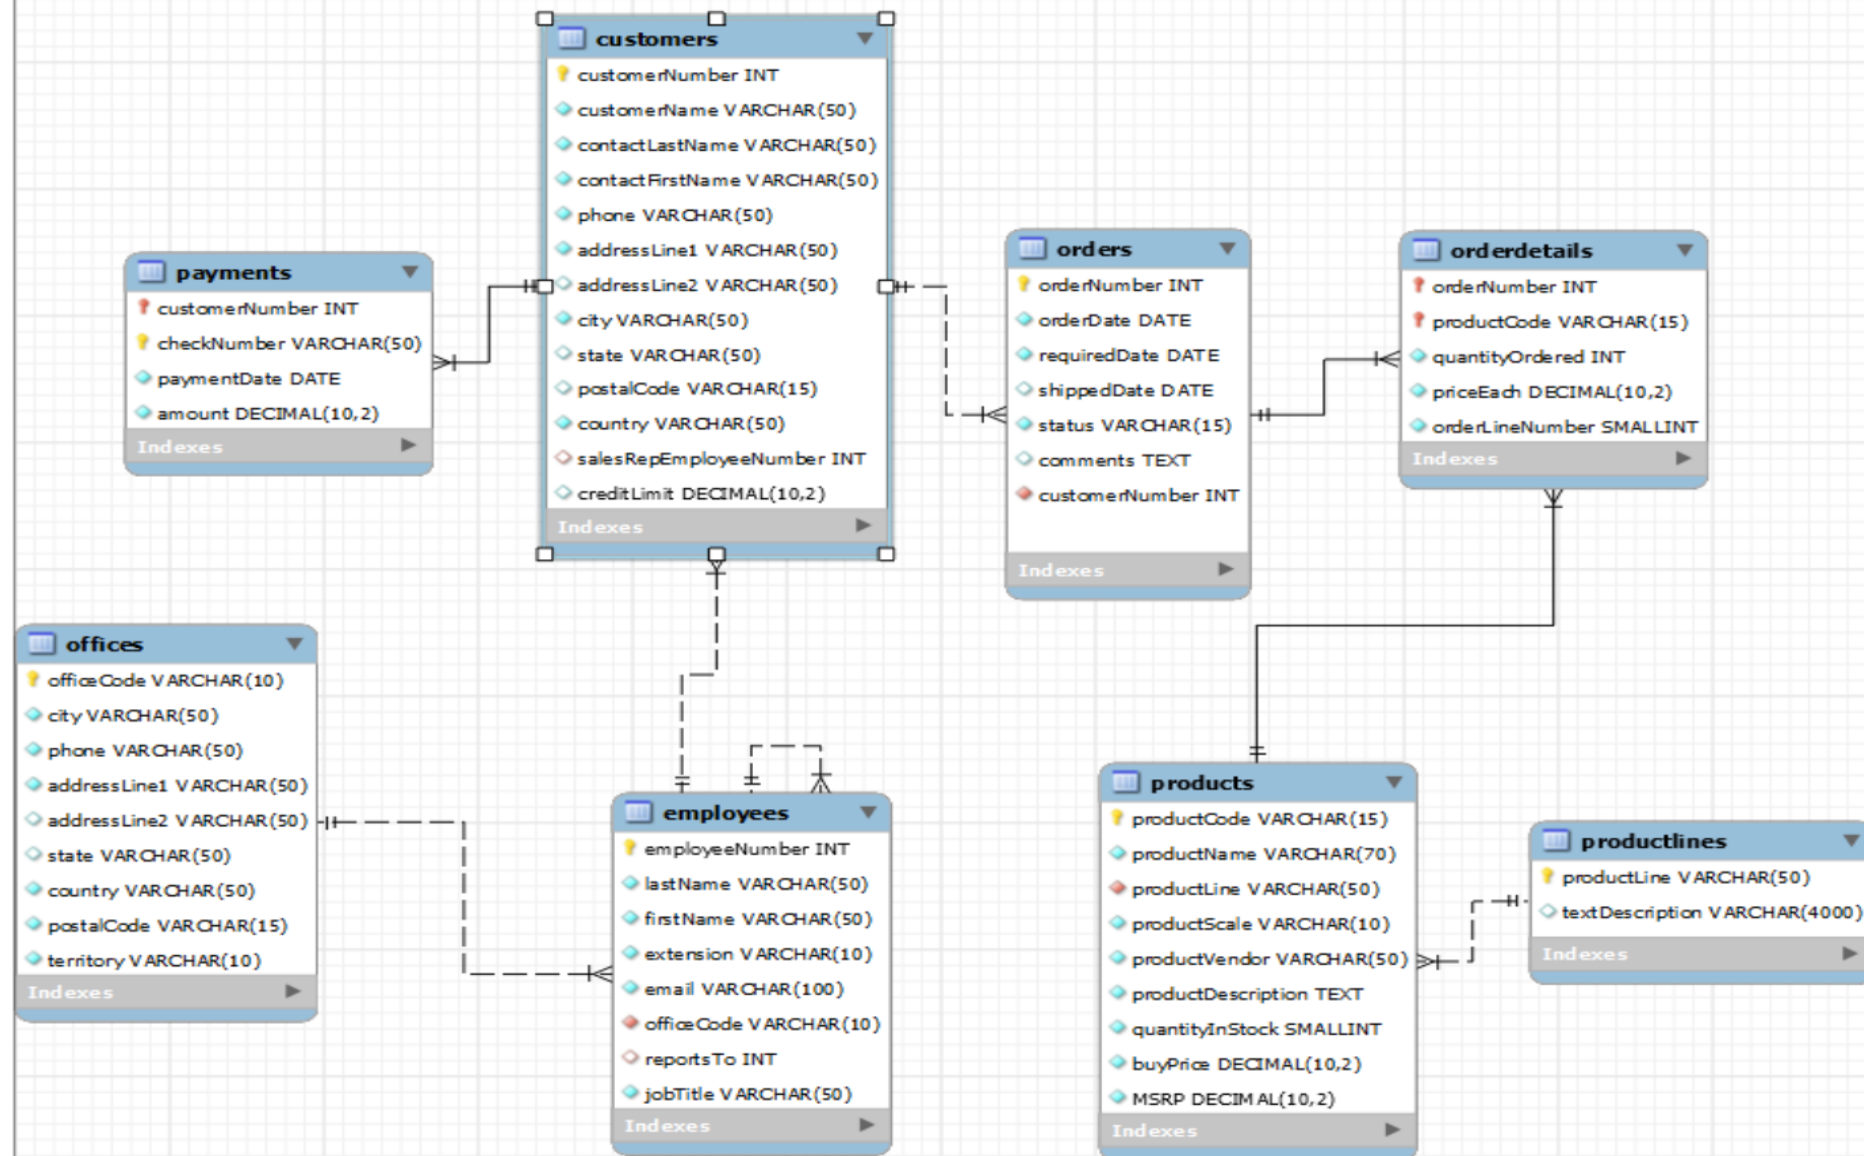 customers
customerNumber INT
customerName VARCHAR(50)
contactLastName VARCHAR(50)
contactFirstName VARCHAR(50)
phone VARCHAR(50)
addressLine1 VARCHAR(50)
addressLine2 VARCHAR(50)
city VARCHAR(50)
state VARCHAR(50)
postalCode VARCHAR(15)
country VARCHAR(50)
salesRepEmployeeNumber INT
creditLimit DECIMAL(10,2)
Indexes
payments
customerNumber INT
checkNumber VARCHAR(50)
paymentDate DATE
amount DECIMAL(10,2)
Indexes
orders
orderNumber INT
orderDate DATE
requiredDate DATE
shippedDate DATE
status VARCHAR(15)
comments TEXT
customerNumber INT
Indexes
orderdetails
orderNumber INT
productCode VARCHAR(15)
quantityOrdered INT
priceEach DECIMAL(10,2)
orderLineNumber SMALLINT
Indexes
offices
officeCode VARCHAR(10)
city VARCHAR(50)
phone VARCHAR(50)
addressLine1 VARCHAR(50)
addressLine2 VARCHAR(50)
state VARCHAR(50)
country VARCHAR(50)
postalCode VARCHAR(15)
territory VARCHAR(10)
Indexes
employees
employeeNumber INT
lastName VARCHAR(50)
firstName VARCHAR(50)
extension VARCHAR(10)
email VARCHAR(100)
officeCode VARCHAR(10)
reportsTo INT
jobTitle VARCHAR(50)
Indexes
products
productCode VARCHAR(15)
productName VARCHAR(70)
productLine VARCHAR(50)
productScale VARCHAR(10)
productVendor VARCHAR(50)
productDescription TEXT
quantityInStock SMALLINT
buyPrice DECIMAL(10,2)
MSRP DECIMAL(10,2)
Indexes
productlines
productLine VARCHAR(50)
textDescription VARCHAR(4000)
Indexes